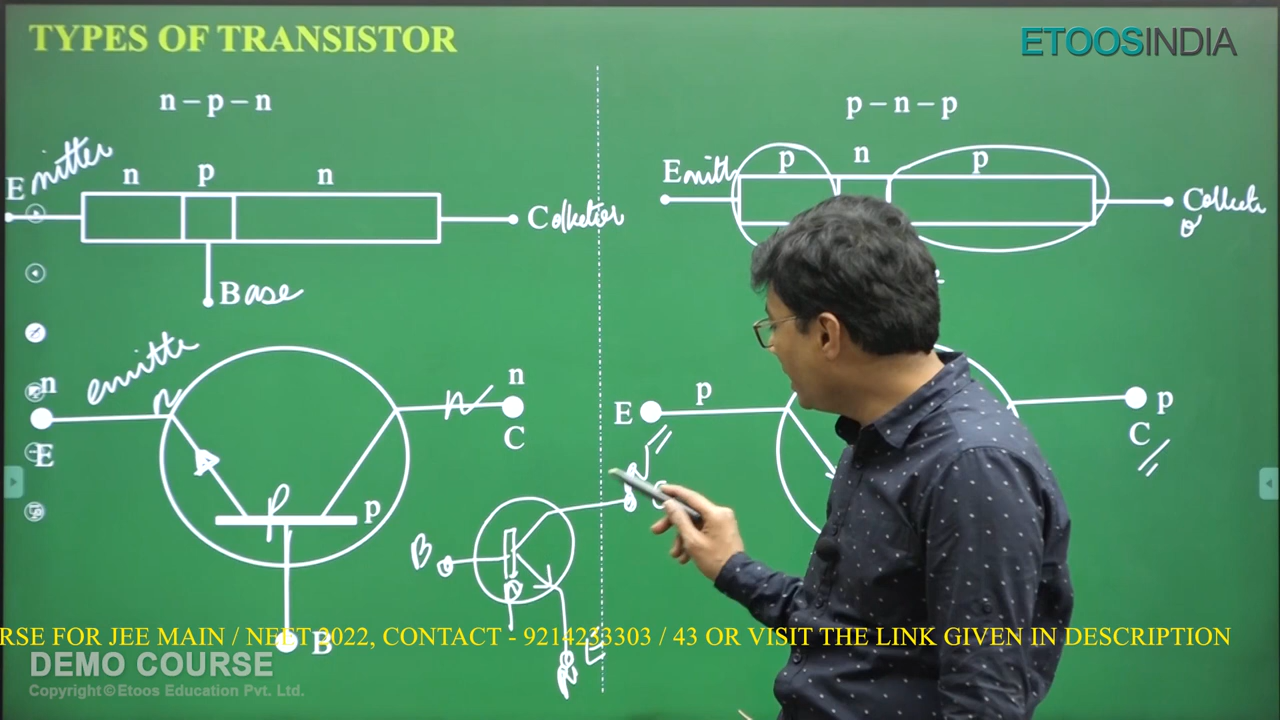 TYPES OF TRANSISTOR
ETOOSINDIA
n – p – n
Emitter
n p n
Collector
Base
emitte
n
n
n
n
E
C
p
p
B
B
p
n
E
n
p – n – p
Emitt
p n p
Collecto
E
p
p
C
RSE FOR JEE MAIN / NEET 2022, CONTACT - 9214233303 / 43 OR VISIT THE LINK GIVEN IN DESCRIPTION
DEMO COURSE
Copyright © Etoos Education Pvt. Ltd.